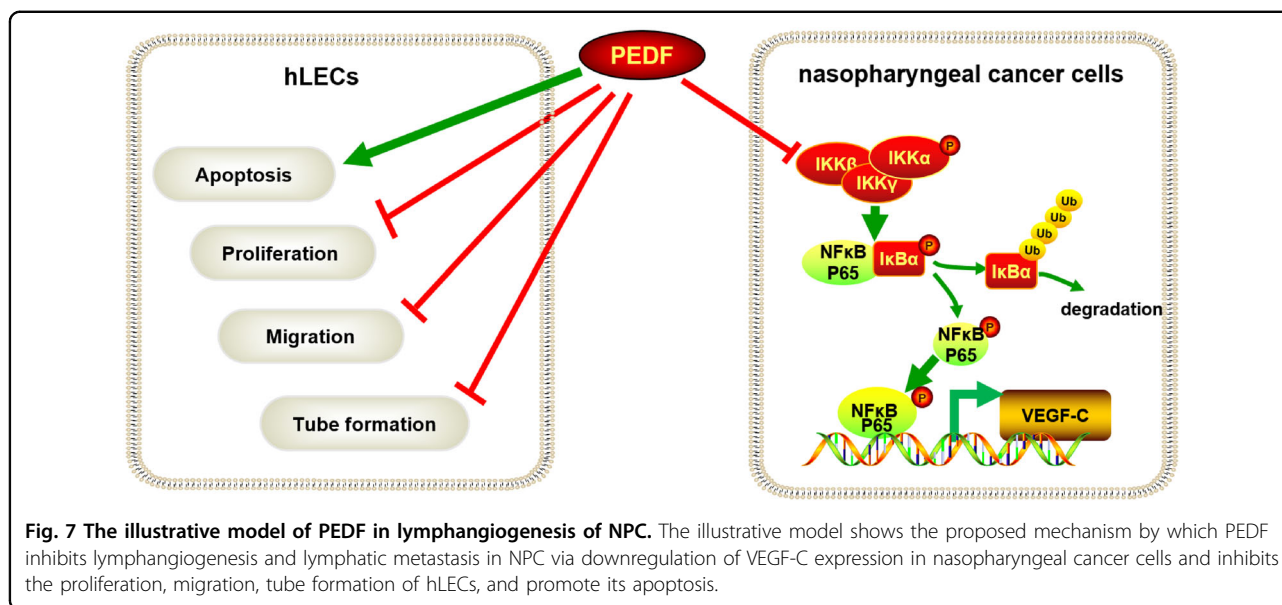 PEDF
hLECs
Apoptosis
Proliferation
Migration
Tube formation
nasopharyngeal cancer cells
IKKβ
IKKα
P
IKKγ
NFκB
P65
IκBα
P
Ub
Ub
Ub
Ub
IκBα
degradation
NFκB
P65
P
NFκB
P65
P
VEGF-C
Fig. 7 The illustrative model of PEDF in lymphangiogenesis of NPC. The illustrative model shows the proposed mechanism by which PEDF
inhibits lymphangiogenesis and lymphatic metastasis in NPC via downregulation of VEGF-C expression in nasopharyngeal cancer cells and inhibits
the proliferation, migration, tube formation of hLECs, and promote its apoptosis.